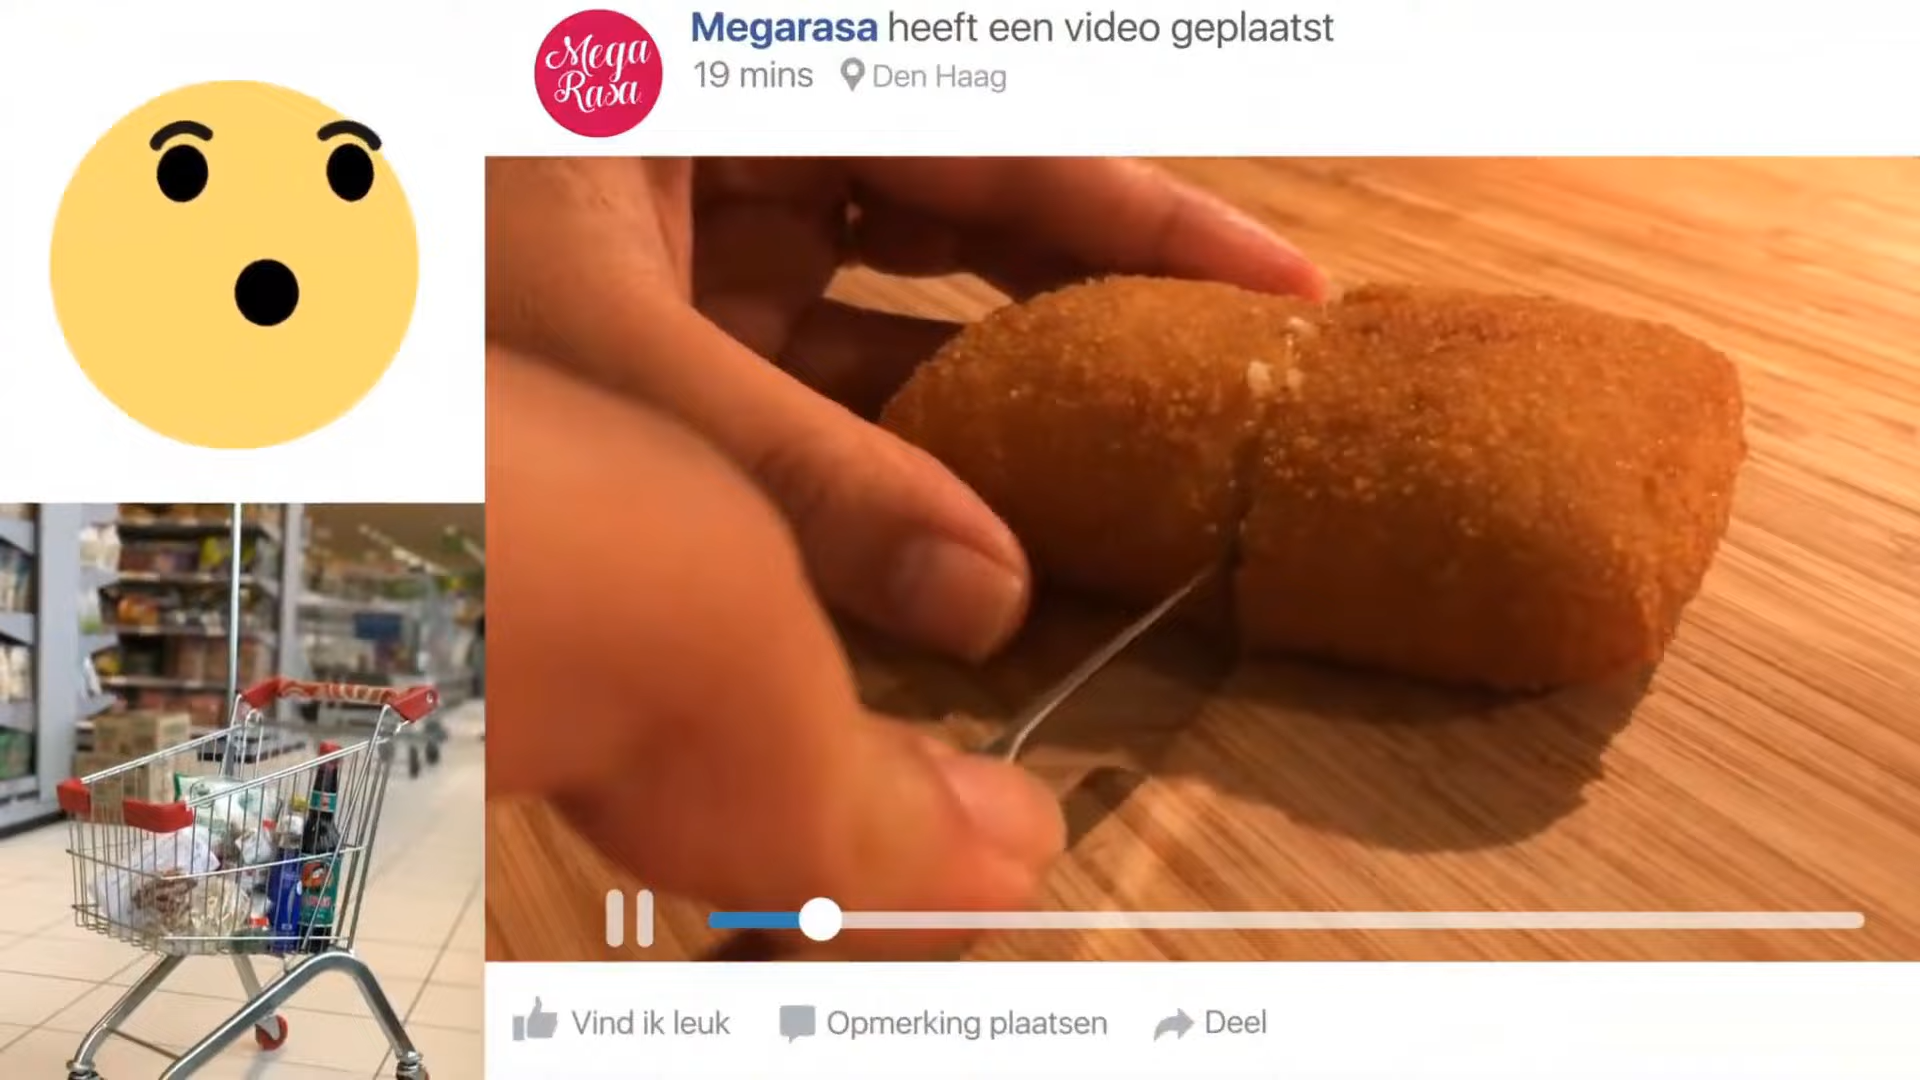 Mega
Rasa
Megarasa heeft een video geplaatst
19 mins Den Haag
Vind ik leuk Opmerking plaatsen Deel